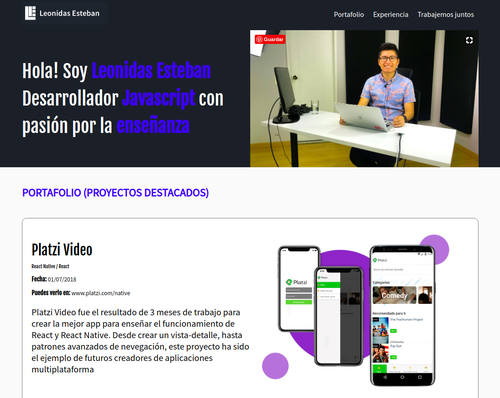 Leonidas Esteban
Portafolio Experiencia Trabajemos juntos
Guardar
Hola! Soy Leonidas Esteban
Desarrollador Javascript con
pasión por la enseñanza
PORTAFOLIO (PROYECTOS DESTACADOS)
Platzi Video
React Native / React
Fecha: 01/07/2018
Puedes verlo en: www.platzi.com/native
Platzi Video fue el resultado de 3 meses de trabajo para
crear la mejor app para enseñar el funcionamiento de
React y React Native. Desde crear un vista-detalle, hasta
patrones avanzados de nevegación, este proyecto ha sido
el ejemplo de futuros creadores de aplicaciones
multiplataforma
Platzi
Platzi
Categorías
Comedy
Recomendado para ti